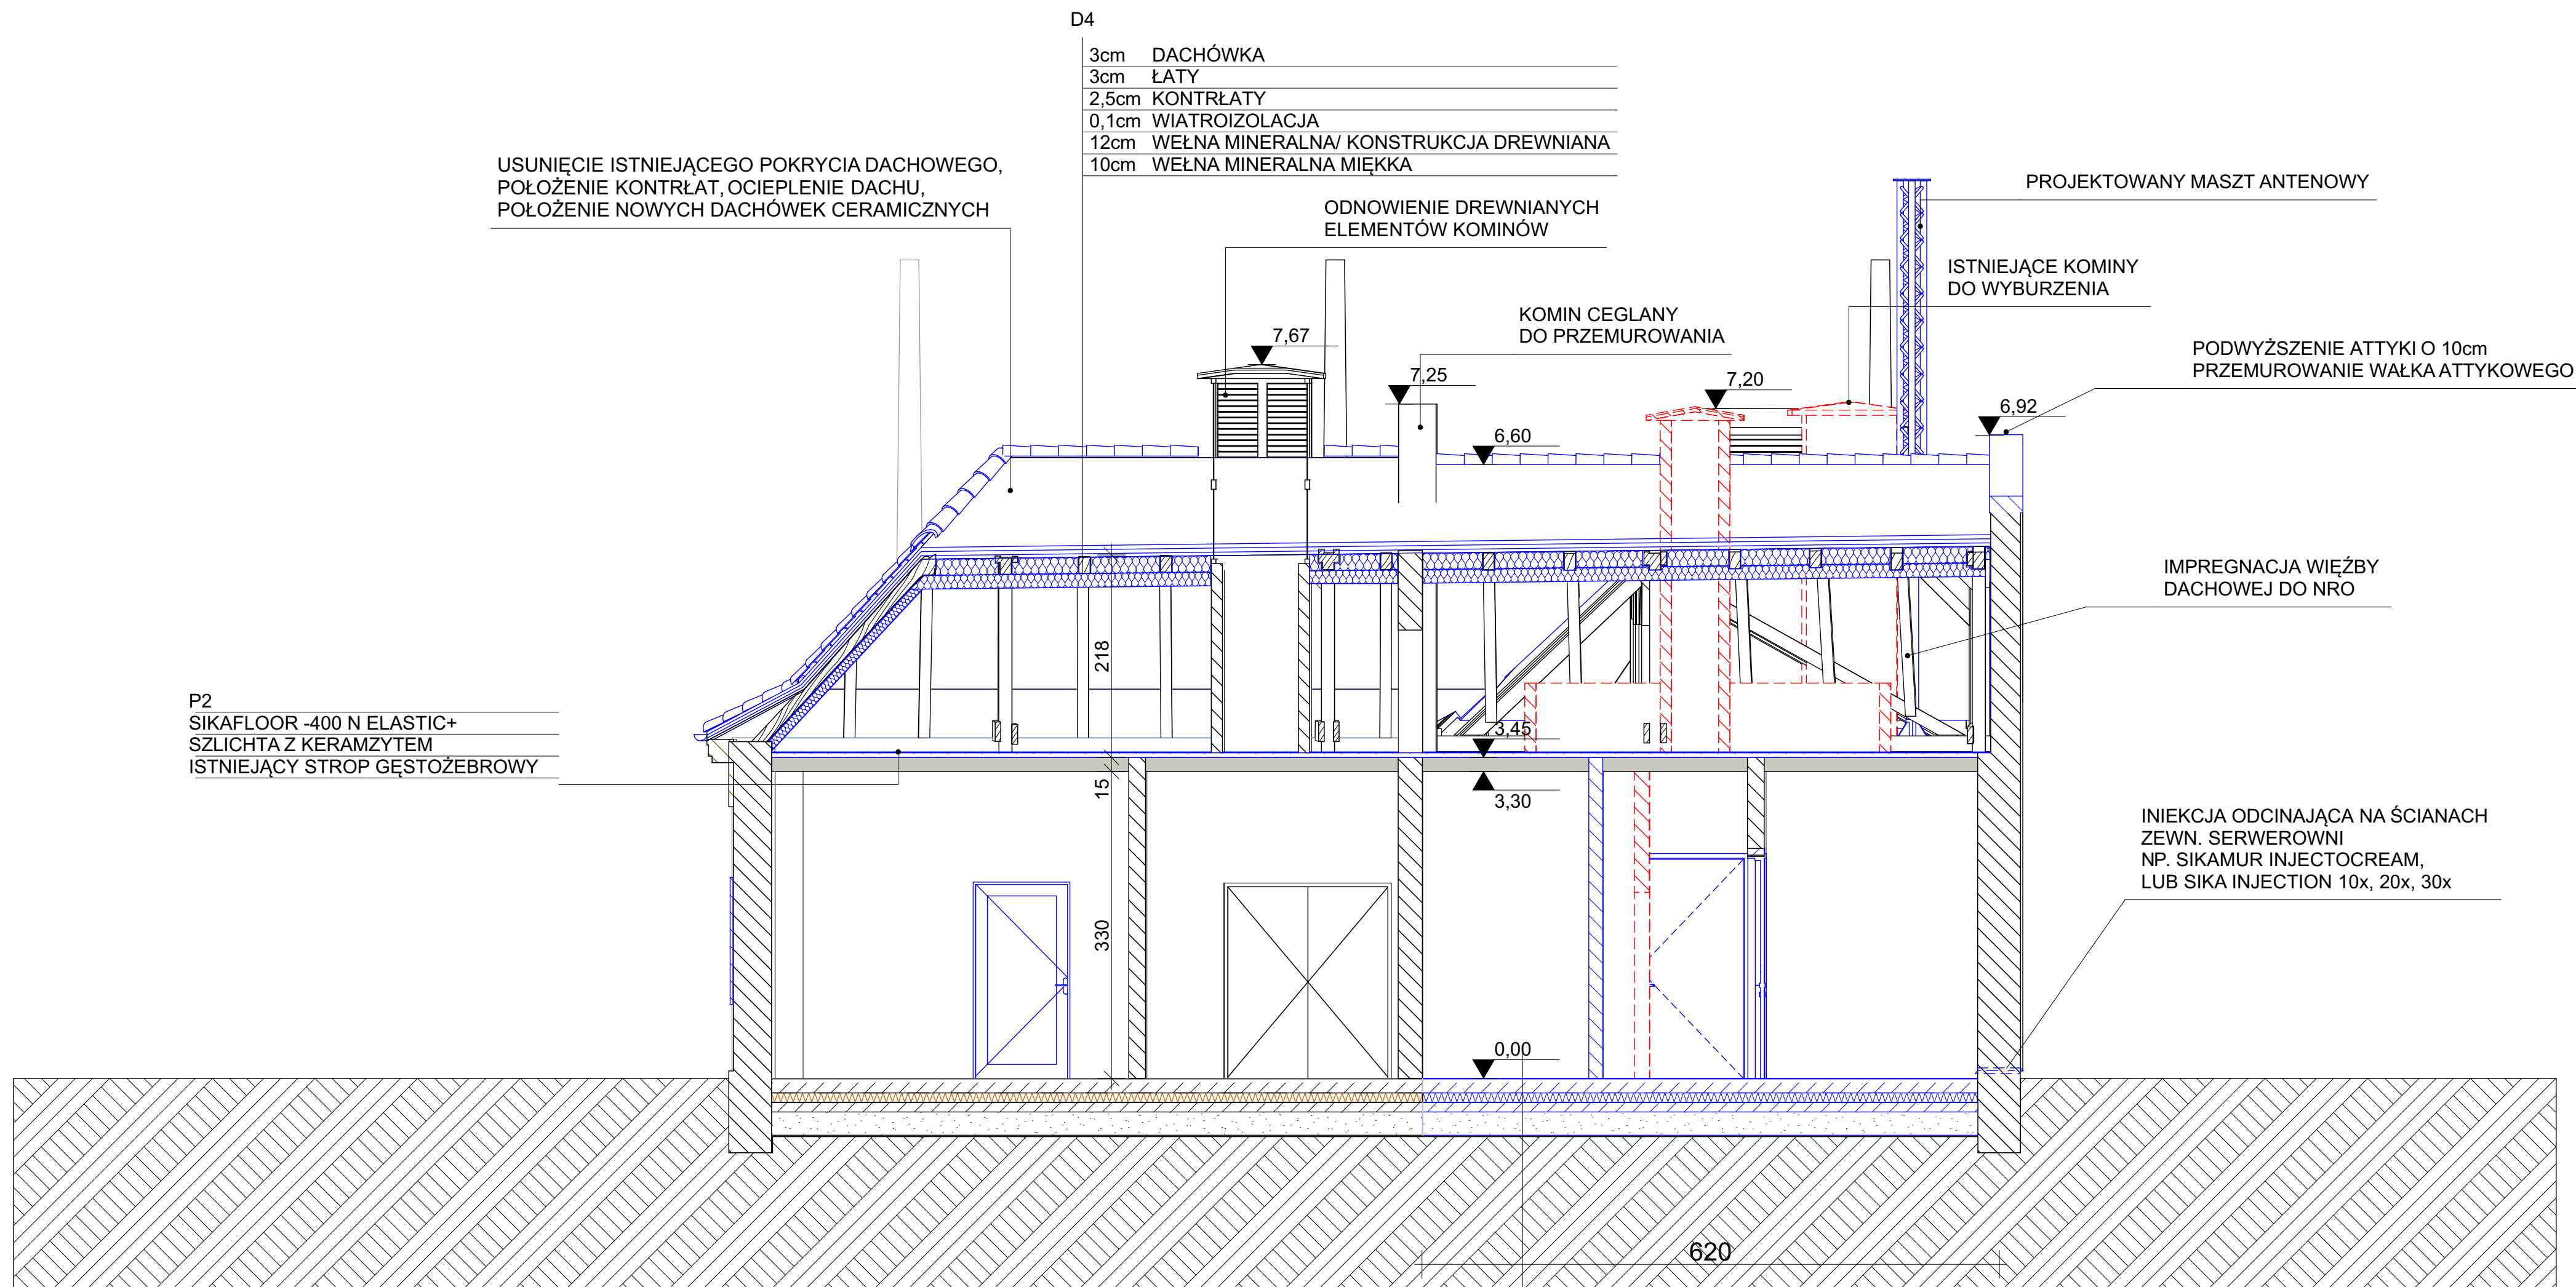 D4
3cm DACHÓWKA
3cm ŁATY
2,5cm KONTRŁATY
0,1cm WIATROIZOLACJA
12cm WEŁNA MINERALNA/ KONSTRUKCJA DREWNIANA
10cm WEŁNA MINERALNA MIĘKKA
USUNIĘCIE ISTNIEJĄCEGO POKRYCIA DACHOWEGO,
POŁOŻENIE KONTRŁAT, OCIEPLENIE DACHU,
POŁOŻENIE NOWYCH DACHÓWEK CERAMICZNYCH
ODNOWIENIE DREWNIANYCH
ELEMENTÓW KOMINÓW
PROJEKTOWANY MASZT ANTENOWY
ISTNIEJĄCE KOMINY
DO WYBURZENIA
KOMIN CEGLANY
DO PRZEMUROWANIA
PODWYŻSZENIE ATTYKI O 10cm
PRZEMUROWANIE WAŁKA ATTYKOWEGO
7,67
7,25
7,20
6,92
6,60
IMPREGNACJA WIĘŹBY
DACHOWEJ DO NRO
218
P2
SIKAFLOOR -400 N ELASTIC+
SZLICHTA Z KERAMZYTEM
ISTNIEJĄCY STROP GĘSTOŻEBROWY
3,45
15
3,30
INIEKCJA ODCINAJĄCA NA ŚCIANACH
ZEWN. SERWEROWNI
NP. SIKAMUR INJECTOCREAM,
LUB SIKA INJECTION 10x, 20x, 30x
330
0,00
620